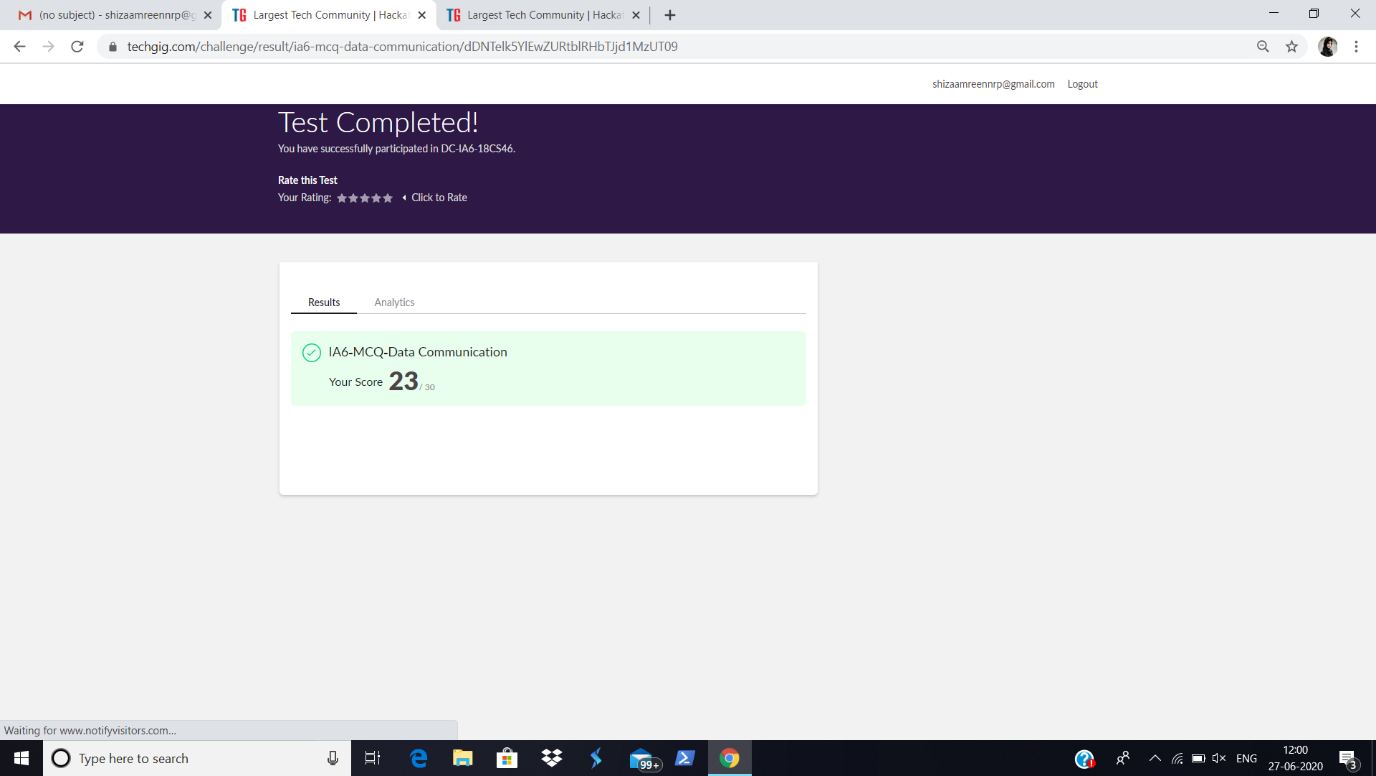 (no subject) - shizaamreennrp@g
TG Largest Tech Community | Hacka
TG Largest Tech Community | Hacka
techgig.com/challenge/result/ia6-mcq-data-communication/dDNTelk5YlEwZURtblRHbTJjd1MzUT09
shizaamreennrp@gmail.com Logout
Test Completed!
You have successfully participated in DC-IA6-18CS46.
Rate this Test
Your Rating: Click to Rate
Results Analytics
IA6-MCQ-Data Communication
Your Score 23 / 30
Waiting for www.notifyvisitors.com...
Type here to search
99+
ENG
12:00
27-06-2020
3